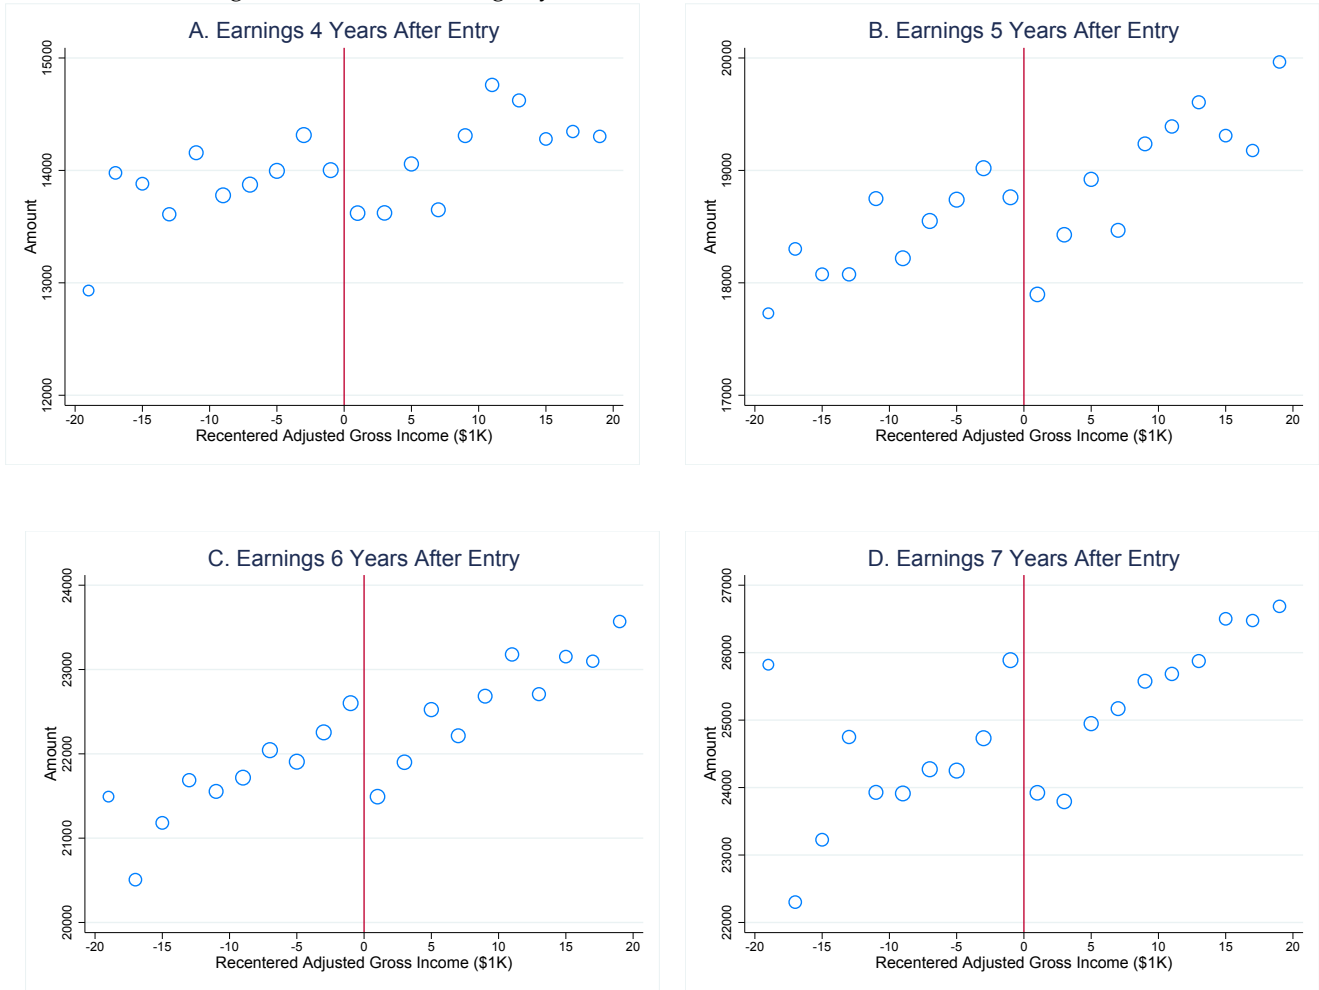 A. Earnings 4 Years After Entry
Amount
15000
14000
13000
12000
-20 -15 -10 -5 0 5 10 15 20
Recentered Adjusted Gross Income ($1K)
B. Earnings 5 Years After Entry
Amount
20000
19000
18000
17000
-20 -15 -10 -5 0 5 10 15 20
Recentered Adjusted Gross Income ($1K)
C. Earnings 6 Years After Entry
Amount
24000
23000
22000
21000
20000
-20 -15 -10 -5 0 5 10 15 20
Recentered Adjusted Gross Income ($1K)
D. Earnings 7 Years After Entry
Amount
27000
26000
25000
24000
23000
22000
-20 -15 -10 -5 0 5 10 15 20
Recentered Adjusted Gross Income ($1K)